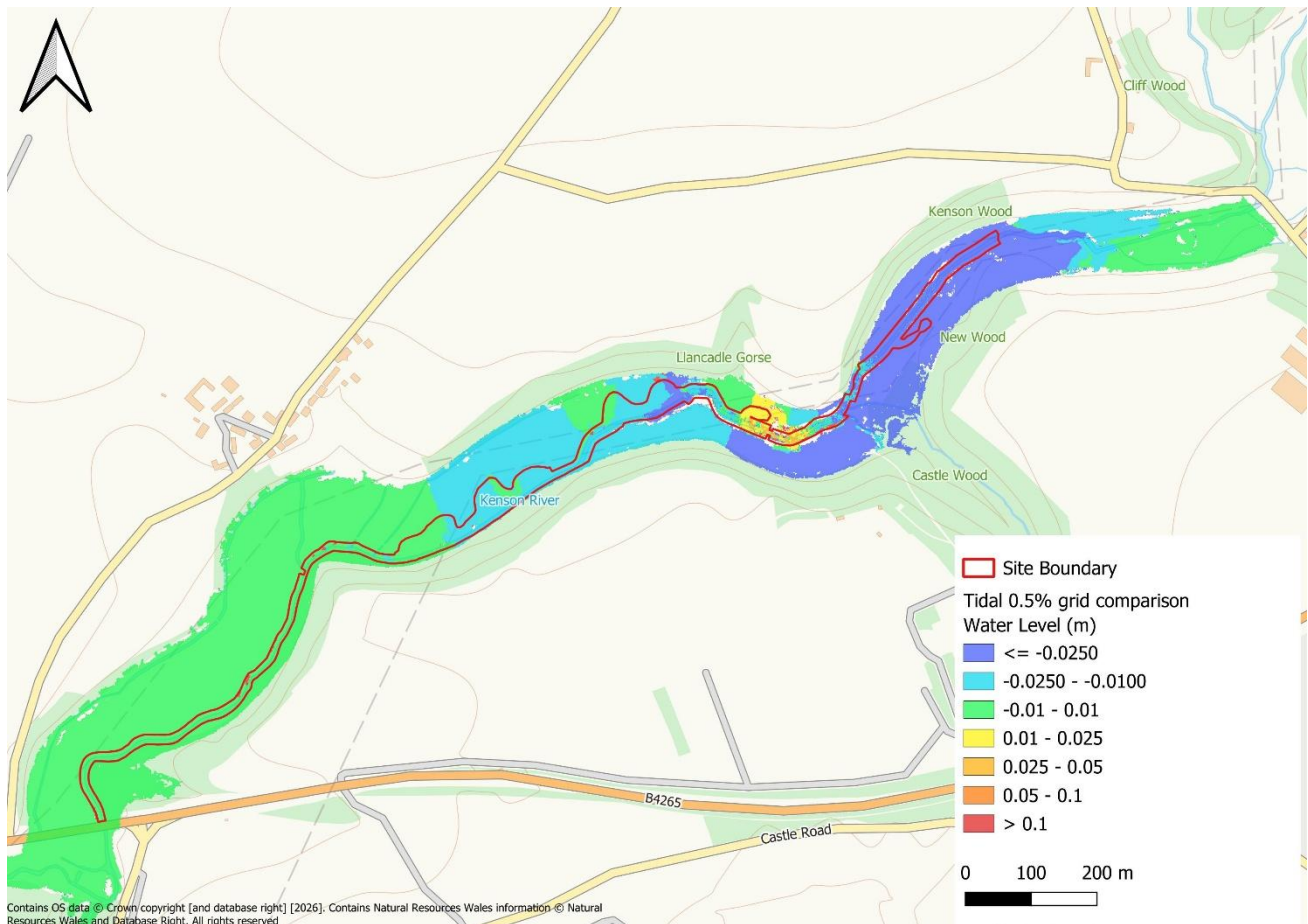 Cliff Wood
Kenson Wood
New Wood
Llancadle Gorse
Castle Wood
Kenson River
B4265
Castle Road
Site Boundary
Tidal 0.5% grid comparison
Water Level (m)
<= -0.0250
-0.0250 - -0.0100
-0.01 - 0.01
0.01 - 0.025
0.025 - 0.05
0.05 - 0.1
> 0.1
0 100 200 m
Contains OS data © Crown copyright [and database right] [2026]. Contains Natural Resources Wales information © Natural
Resources Wales and Database Right. All rights reserved